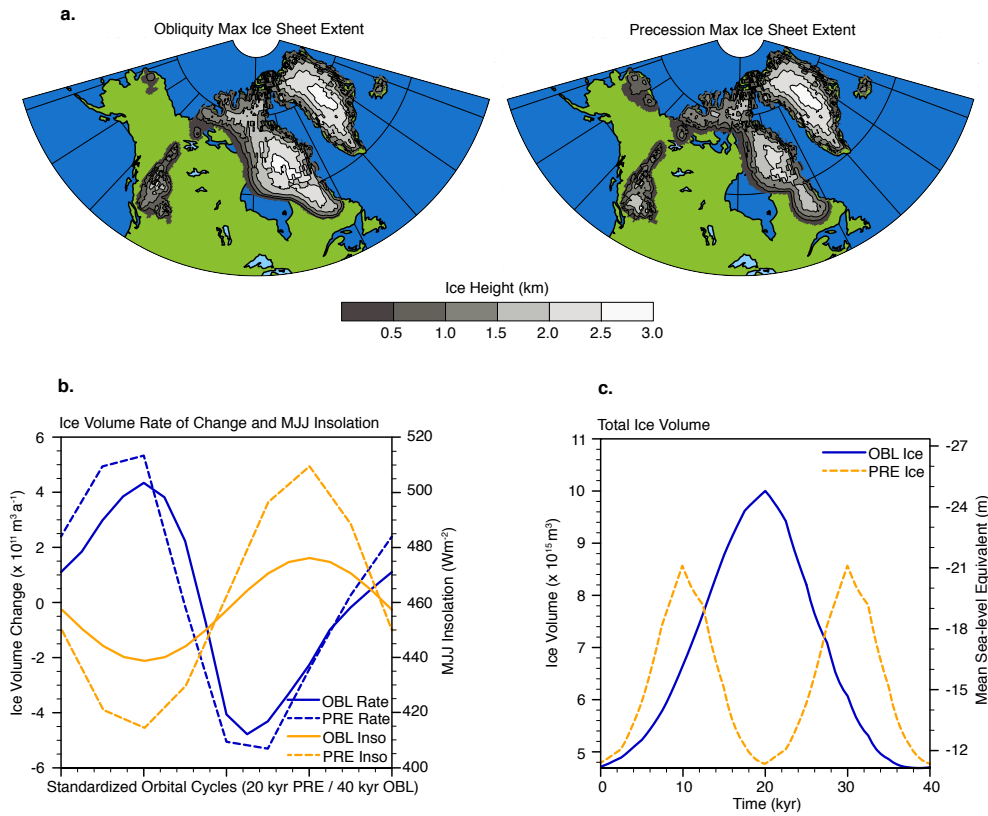 a.
Obliquity Max Ice Sheet Extent
Precession Max Ice Sheet Extent
Ice Height (km)
0.5 1.0 1.5 2.0 2.5 3.0
b.
Ice Volume Rate of Change and MJJ Insolation
6
4
2
0
-2
-4
-6
Ice Volume Change (x 10¹¹ m³ a⁻¹)
520
500
480
460
440
420
400
MJJ Insolation (Wm⁻²)
OBL Rate
PRE Rate
OBL Inso
PRE Inso
Standardized Orbital Cycles (20 kyr PRE / 40 kyr OBL)
c.
Total Ice Volume
11
10
9
8
7
6
5
Ice Volume (x 10¹⁵ m³)
-27
-24
-21
-18
-15
-12
Mean Sea-level Equivalent (m)
OBL Ice
PRE Ice
0 10 20 30 40
Time (kyr)